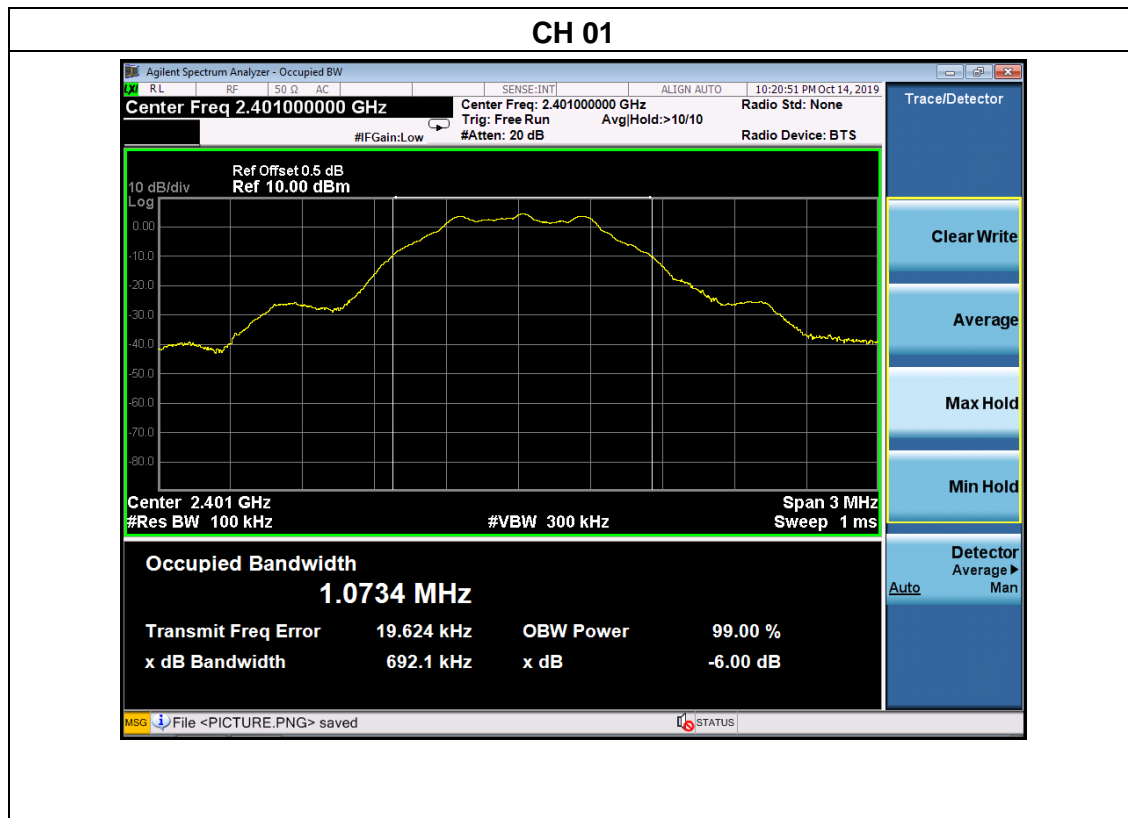 CH 01
Agilent Spectrum Analyzer - Occupied BW
LXI RL RF 50 Ω AC SENSE:INT ALIGN AUTO 10:20:51 PM Oct 14, 2019
Center Freq 2.401000000 GHz
#IFGain:Low
Center Freq: 2.401000000 GHz
Trig: Free Run Avg|Hold:>10/10
#Atten: 20 dB
Radio Std: None
Radio Device: BTS
Trace/Detector
Ref Offset 0.5 dB
10 dB/div Ref 10.00 dBm
Log
0.00
-10.0
-20.0
-30.0
-40.0
-50.0
-60.0
-70.0
-80.0
Center 2.401 GHz Span 3 MHz
#Res BW 100 kHz #VBW 300 kHz Sweep 1 ms
Clear Write
Average
Max Hold
Min Hold
Detector
Average▶
Auto Man
Occupied Bandwidth
1.0734 MHz
Transmit Freq Error 19.624 kHz OBW Power 99.00 %
x dB Bandwidth 692.1 kHz x dB -6.00 dB
MSG File <PICTURE.PNG> saved STATUS